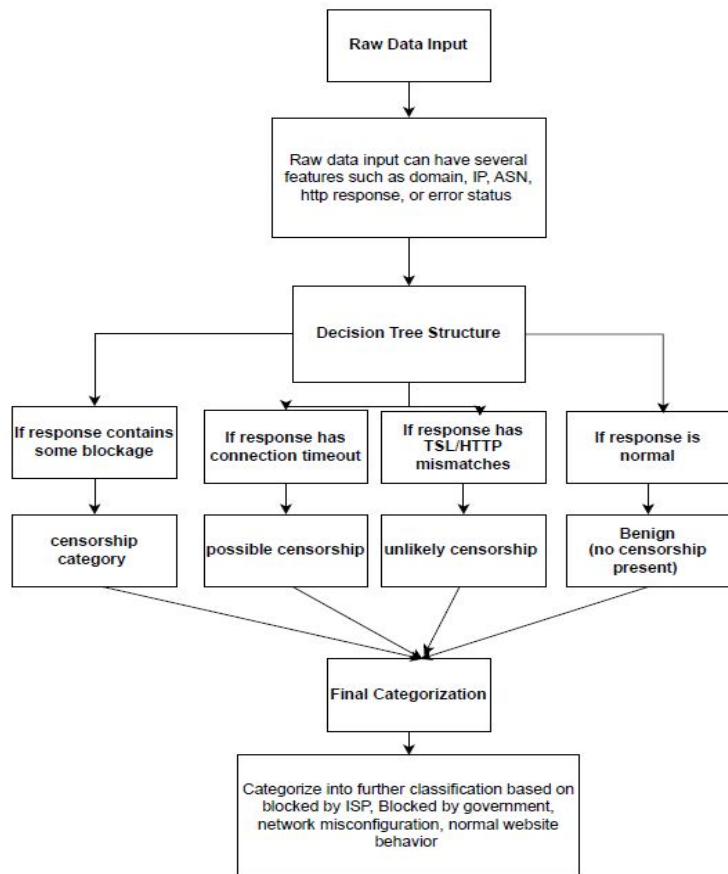 Raw Data Input
Raw data input can have several
features such as domain, IP, ASN,
http response, or error status
Decision Tree Structure
If response contains
some blockage
If response has
connection timeout
If response has
TSL/HTTP
mismatches
If response is
normal
censorship
category
possible censorship
unlikely censorship
Benign
(no censorship
present)
Final Categorization
Categorize into further classification based on
blocked by ISP, Blocked by government,
network misconfiguration, normal website
behavior